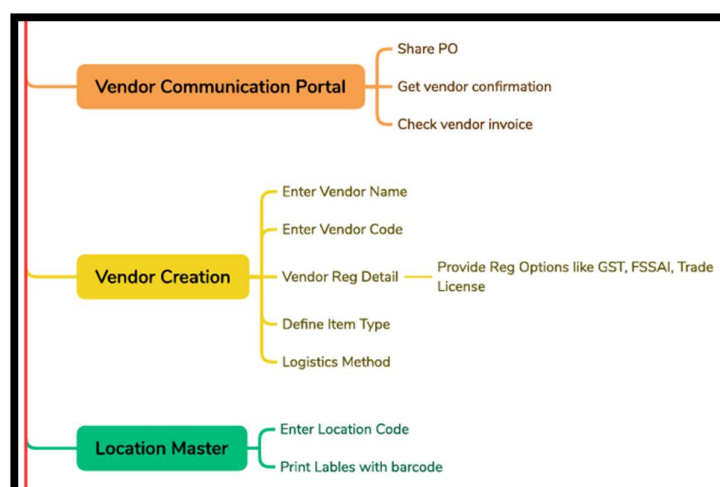 Share PO
Vendor Communication Portal
Get vendor confirmation
Check vendor invoice
Enter Vendor Name
Enter Vendor Code
Vendor Creation
Vendor Reg Detail
Provide Reg Options like GST, FSSAI, Trade
License
Define Item Type
Logistics Method
Enter Location Code
Location Master
Print Lables with barcode